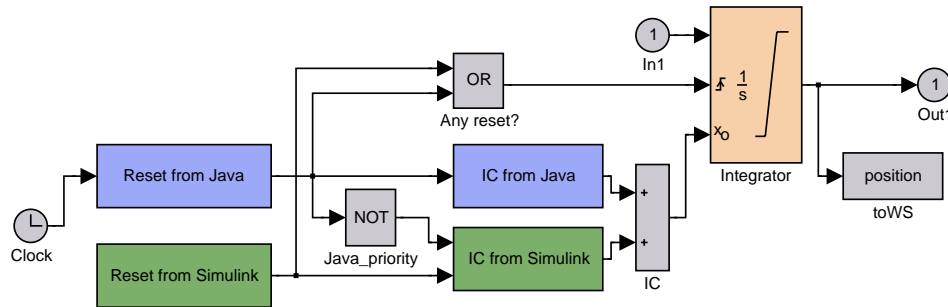 1
In1
OR
Any reset?
1
s
x
o
Integrator
1
Out1
Reset from Java
IC from Java
+
+
IC
position
toWS
Clock
NOT
Java_priority
Reset from Simulink
IC from Simulink